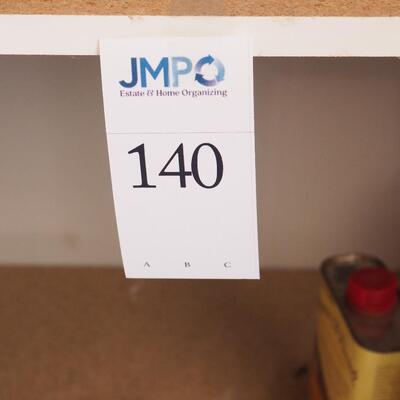 JMPO
Estate & Home Organizing
140
A B C